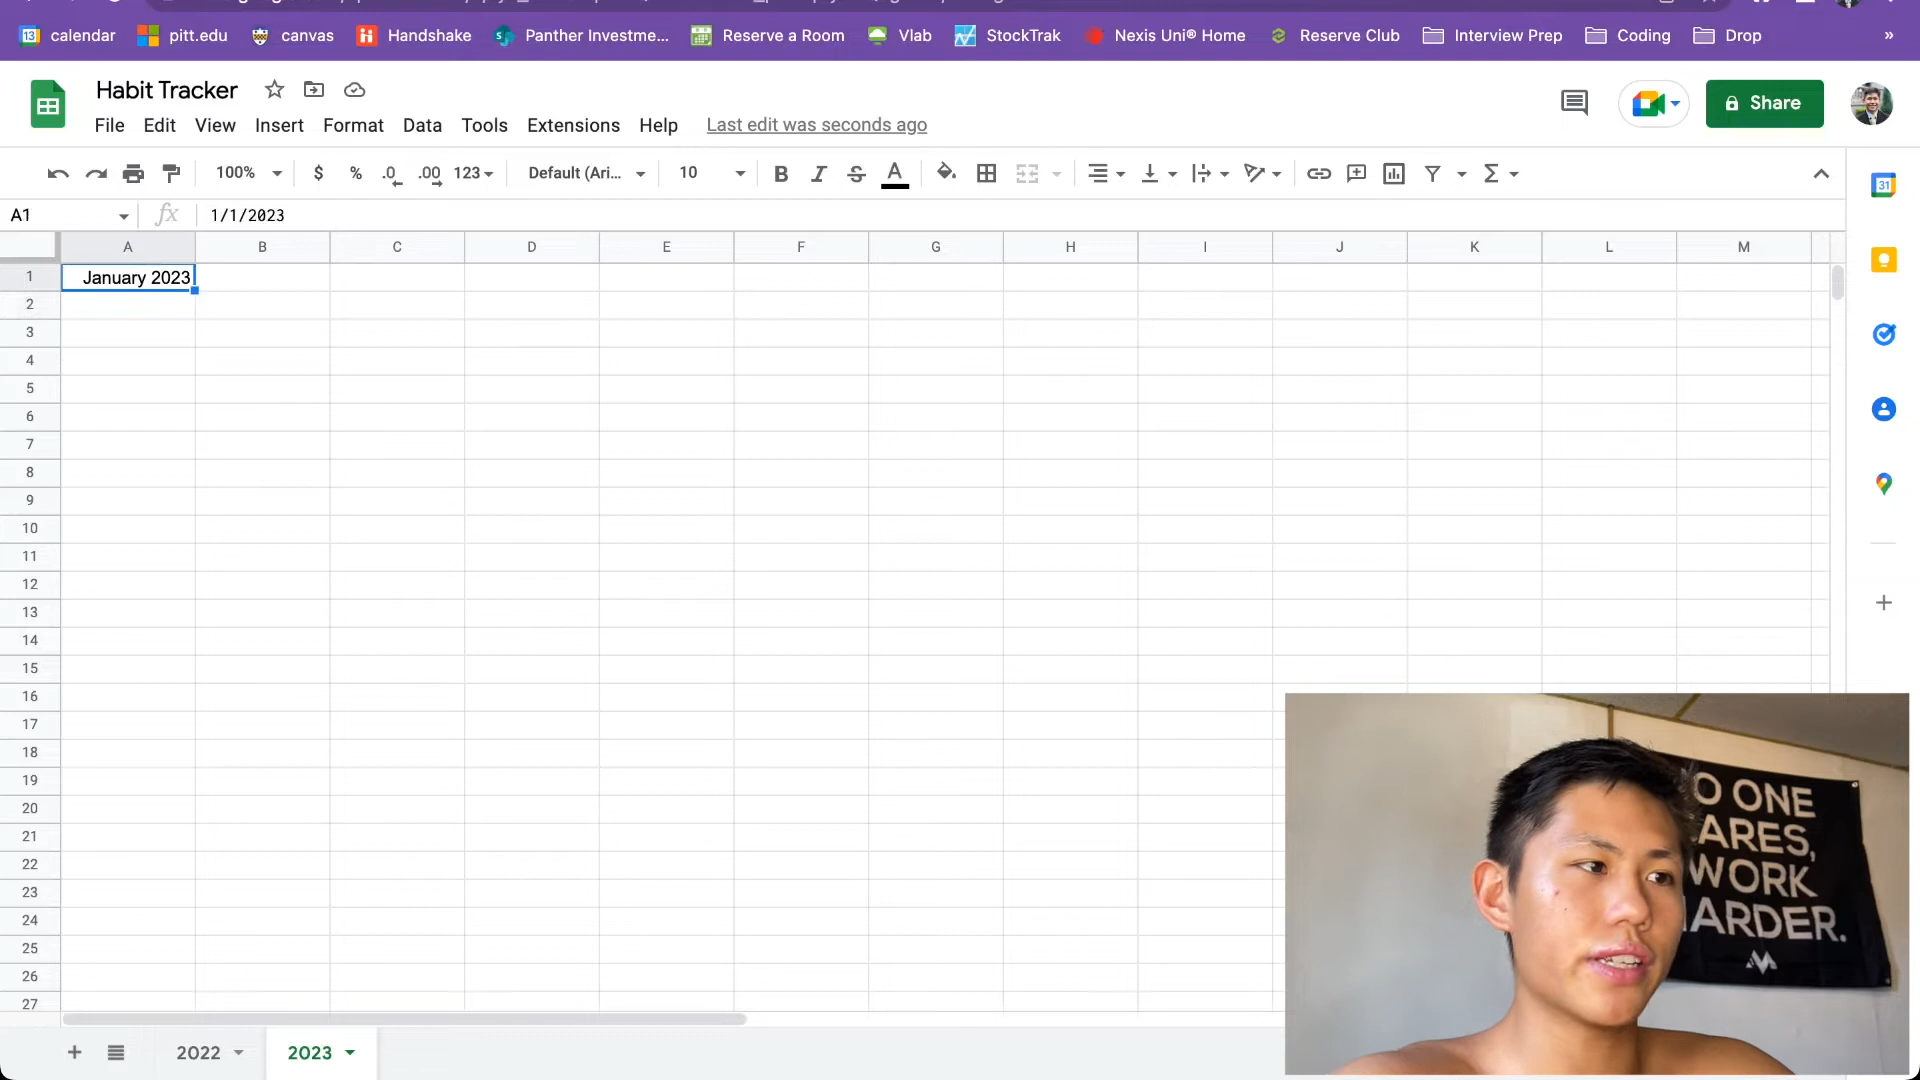 calendar pitt.edu canvas Handshake Panther Investme... Reserve a Room Vlab StockTrak Nexis Uni® Home Reserve Club Interview Prep Coding Drop »
Habit Tracker
Share
File Edit View Insert Format Data Tools Extensions Help Last edit was seconds ago
100% $ % .0 .00 123 Default (Ari... 10 B I S A Σ
A1 fx 1/1/2023
A B C D E F G H I J K L M
1 January 2023
2
3
4
5
6
7
8
9
10
11
12
13
14
15
16
17
18
19
20
21
22
23
24
25
26
27
O ONE
ARES,
WORK
ARDER.
+ 2022 2023